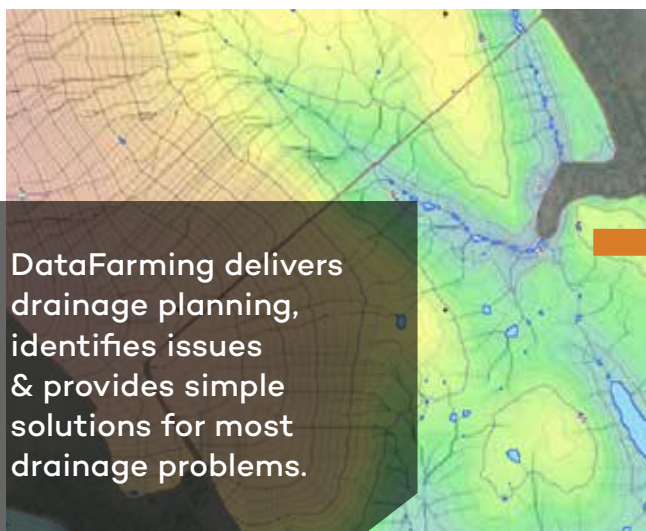 DataFarming delivers
drainage planning,
identifies issues
& provides simple
solutions for most
drainage problems.